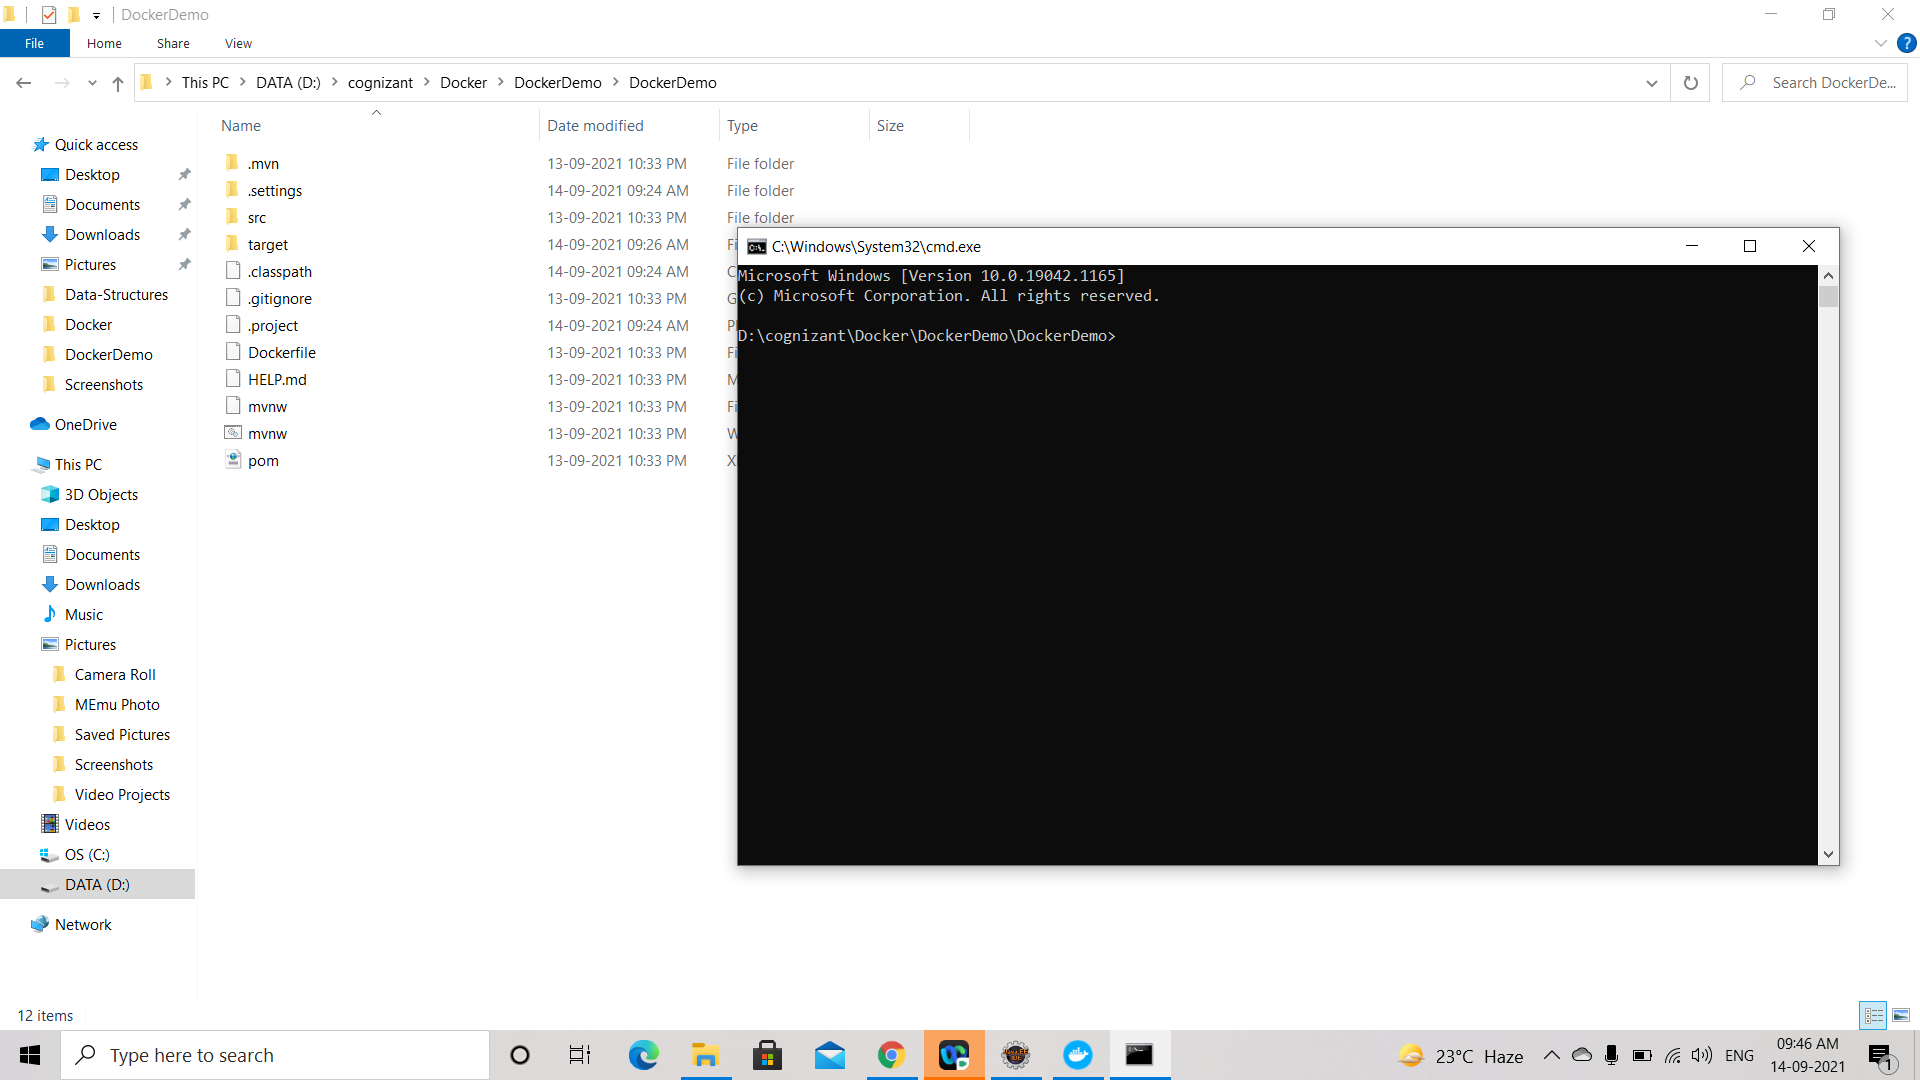 DockerDemo
File Home Share View
This PC DATA (D:) cognizant Docker DockerDemo DockerDemo
Search DockerDe...
Name Date modified Type Size
Quick access
Desktop
Documents
Downloads
Pictures
Data-Structures
Docker
DockerDemo
Screenshots
OneDrive
This PC
3D Objects
Desktop
Documents
Downloads
Music
Pictures
Camera Roll
MEmu Photo
Saved Pictures
Screenshots
Video Projects
Videos
OS (C:)
DATA (D:)
Network
.mvn 13-09-2021 10:33 PM File folder
.settings 14-09-2021 09:24 AM File folder
src 13-09-2021 10:33 PM File folder
target 14-09-2021 09:26 AM
.classpath 14-09-2021 09:24 AM
.gitignore 13-09-2021 10:33 PM
.project 14-09-2021 09:24 AM
Dockerfile 13-09-2021 10:33 PM
HELP.md 13-09-2021 10:33 PM
mvnw 13-09-2021 10:33 PM
mvnw 13-09-2021 10:33 PM
pom 13-09-2021 10:33 PM
C:\Windows\System32\cmd.exe
Microsoft Windows [Version 10.0.19042.1165]
(c) Microsoft Corporation. All rights reserved.
D:\cognizant\Docker\DockerDemo\DockerDemo>
12 items
Type here to search
23°C Haze
ENG
09:46 AM
14-09-2021
1